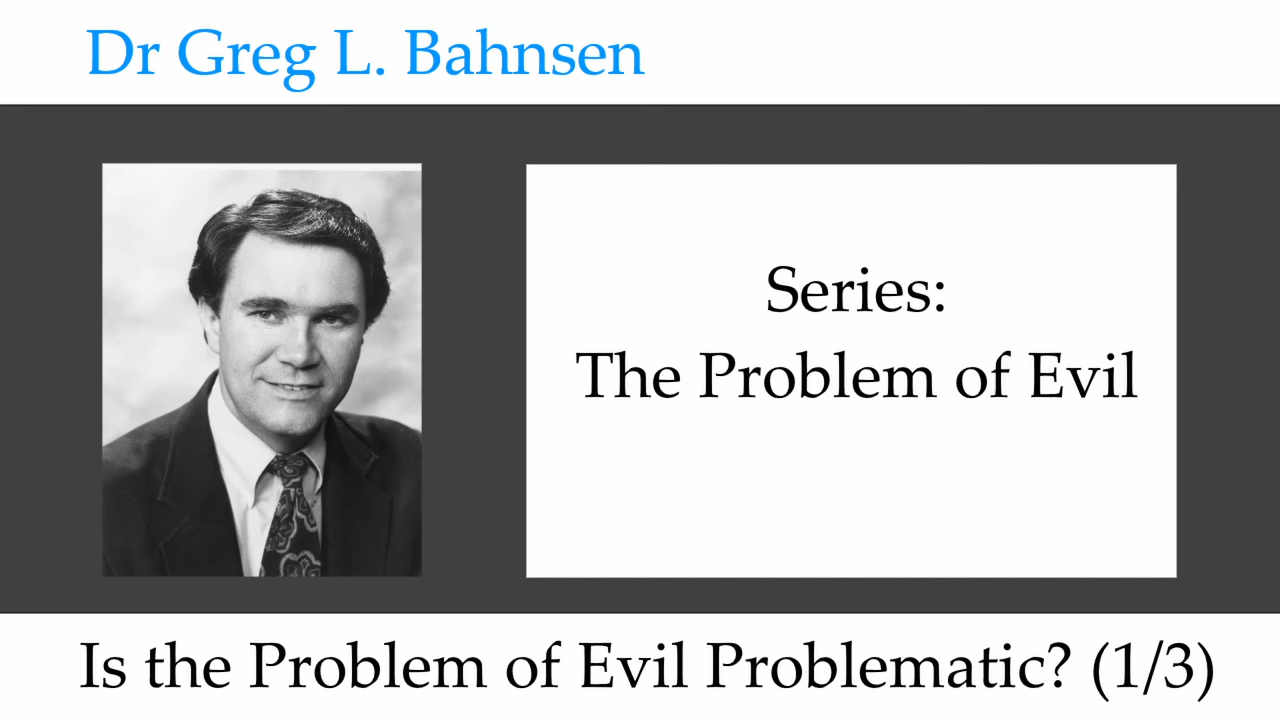 Dr Greg L. Bahnsen
Series:
The Problem of Evil
Is the Problem of Evil Problematic? (1/3)